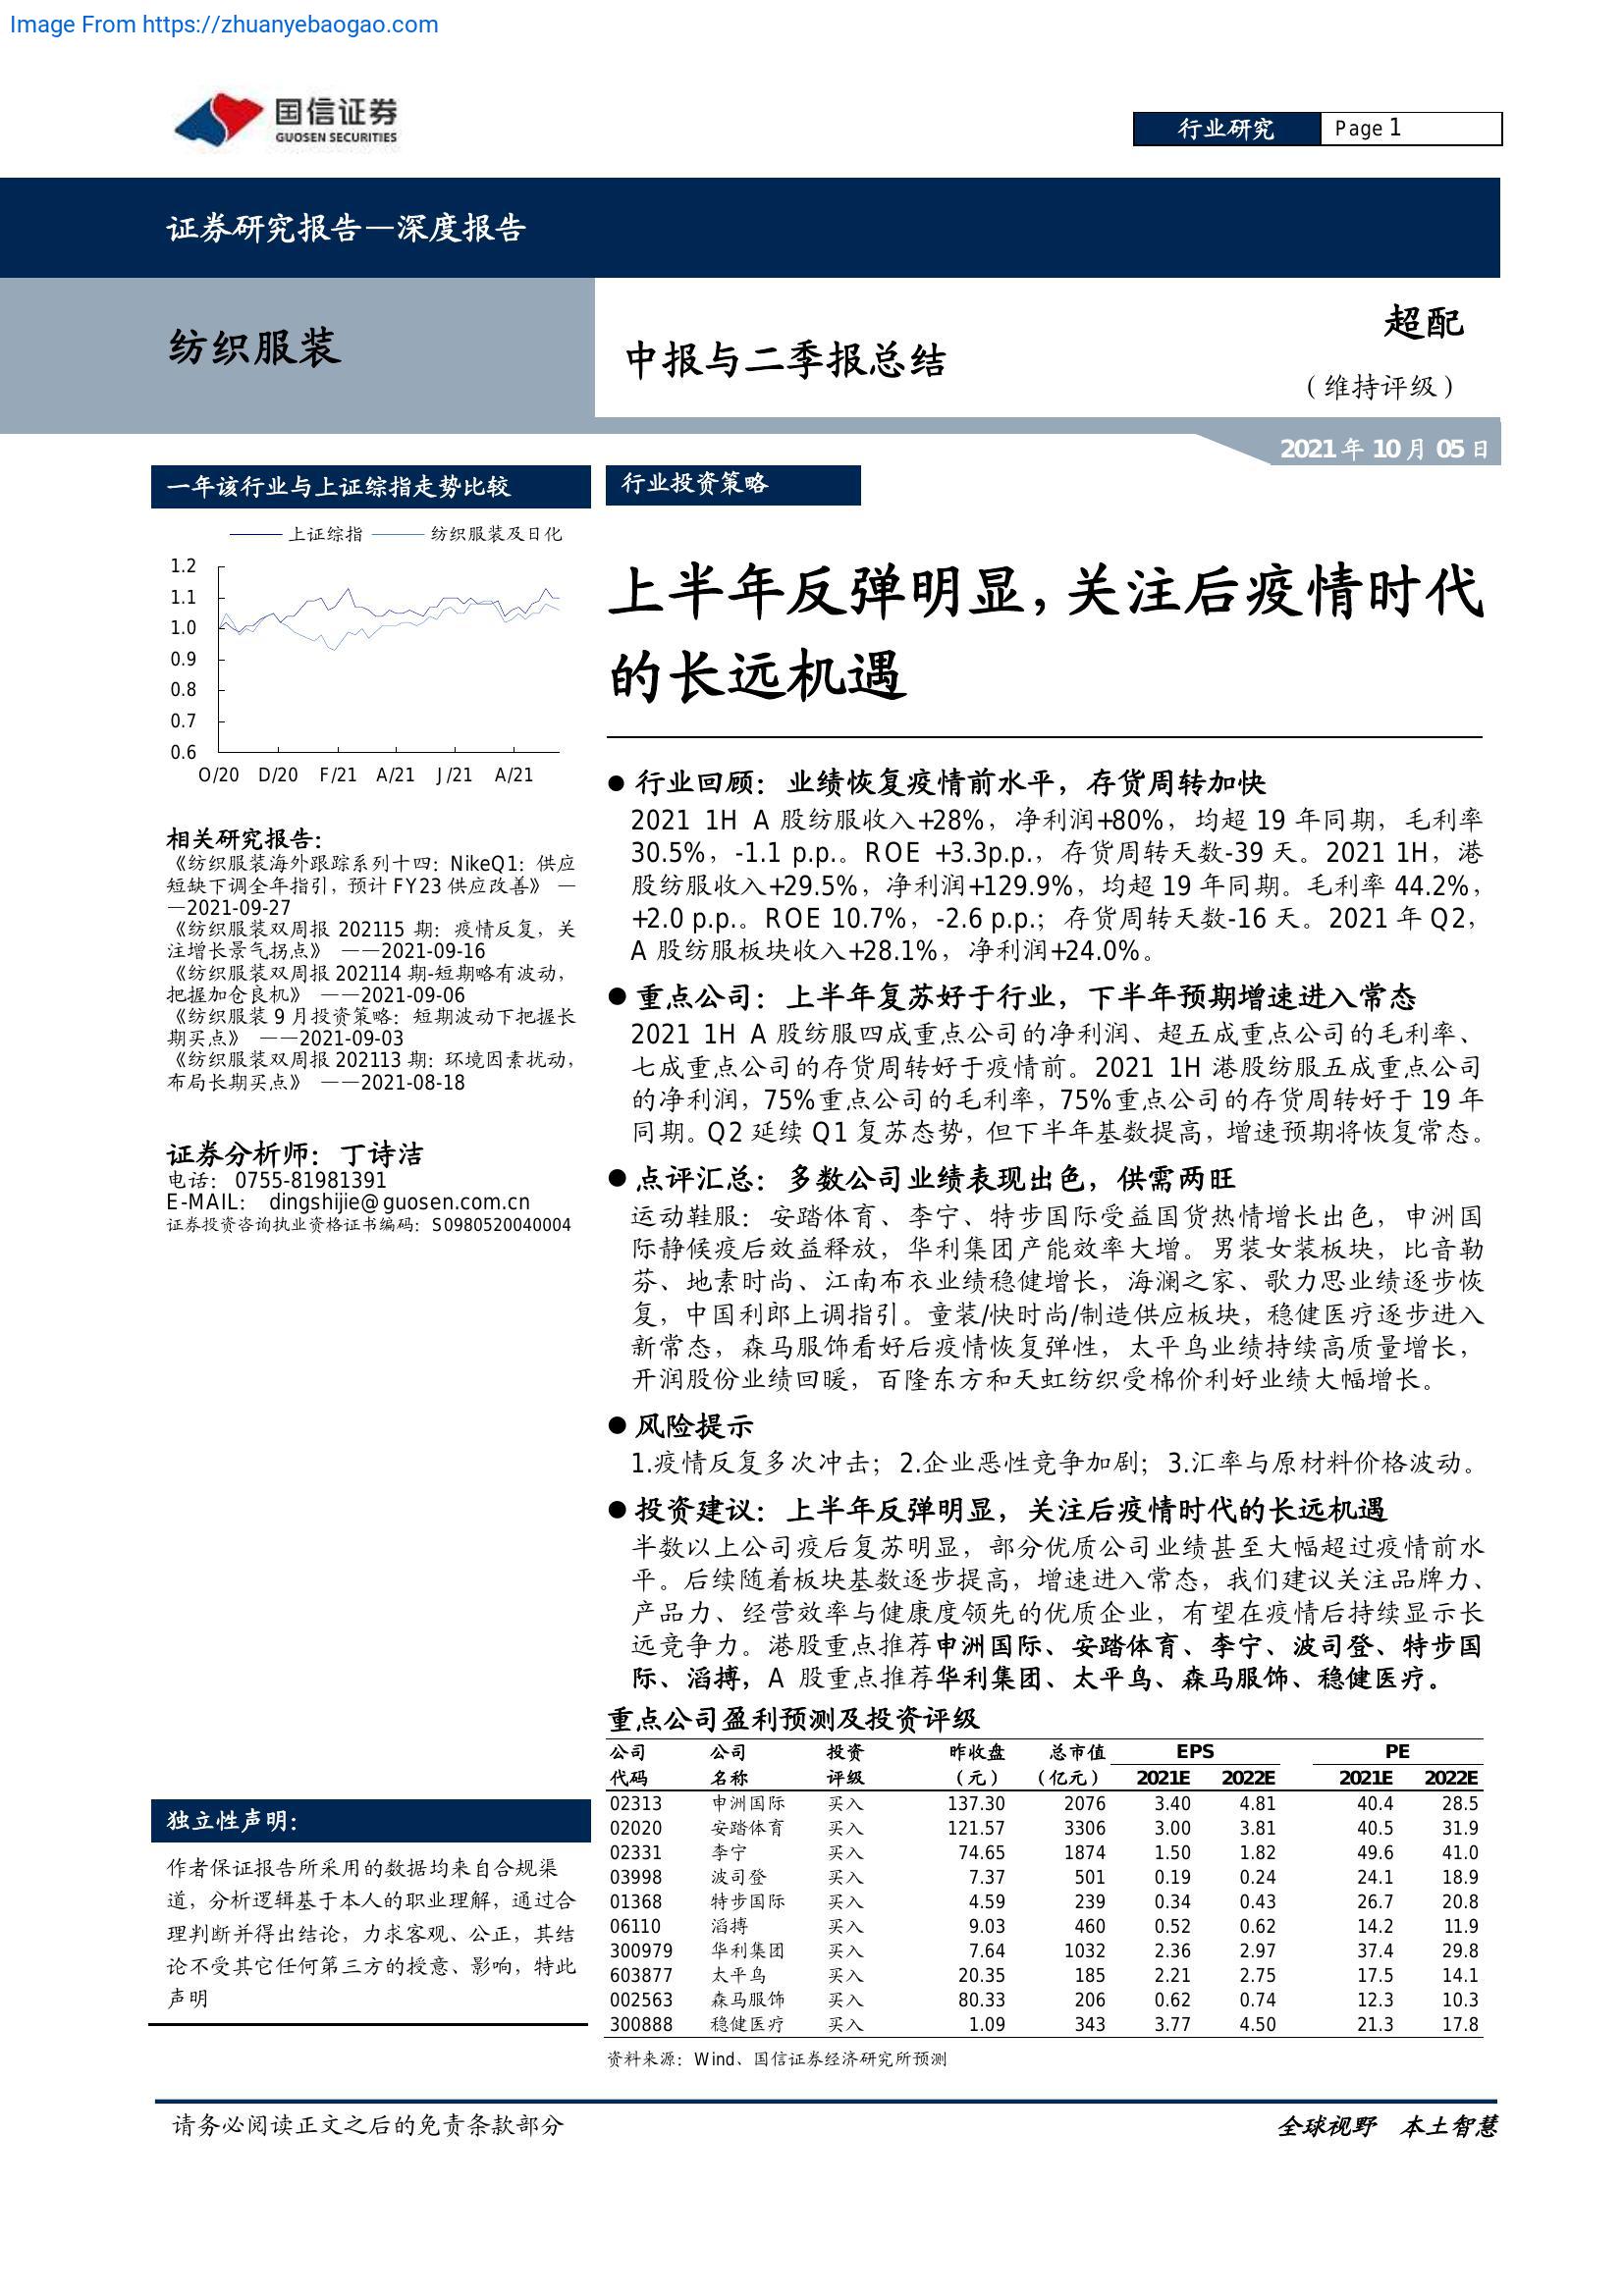 Image From https://zhuanyebaogao.com
国信证券
GUOSEN SECURITIES
行业研究 Page 1
证券研究报告—深度报告
纺织服装
中报与二季报总结
超配
（维持评级）
2021 年 10 月 05 日
一年该行业与上证综指走势比较
上证综指 纺织服装及日化
1.2
1.1
1.0
0.9
0.8
0.7
0.6
O/20 D/20 F/21 A/21 J/21 A/21
相关研究报告：
《纺织服装海外跟踪系列十四：NikeQ1：供应
短缺下调全年指引，预计 FY23 供应改善》 —
—2021-09-27
《纺织服装双周报 202115 期：疫情反复，关
注增长景气拐点》 ——2021-09-16
《纺织服装双周报 202114 期-短期略有波动，
把握加仓良机》 ——2021-09-06
《纺织服装 9 月投资策略：短期波动下把握长
期买点》 ——2021-09-03
《纺织服装双周报 202113 期：环境因素扰动，
布局长期买点》 ——2021-08-18
证券分析师：丁诗洁
电话： 0755-81981391
E-MAIL： dingshijie@guosen.com.cn
证券投资咨询执业资格证书编码：S0980520040004
独立性声明：
作者保证报告所采用的数据均来自合规渠
道，分析逻辑基于本人的职业理解，通过合
理判断并得出结论，力求客观、公正，其结
论不受其它任何第三方的授意、影响，特此
声明
行业投资策略
上半年反弹明显，关注后疫情时代
的长远机遇
● 行业回顾：业绩恢复疫情前水平，存货周转加快
2021 1H A 股纺服收入+28%，净利润+80%，均超 19 年同期，毛利率
30.5%，-1.1 p.p.。ROE +3.3p.p.，存货周转天数-39 天。2021 1H，港
股纺服收入+29.5%，净利润+129.9%，均超 19 年同期。毛利率 44.2%，
+2.0 p.p.。ROE 10.7%，-2.6 p.p.；存货周转天数-16 天。2021 年 Q2，
A 股纺服板块收入+28.1%，净利润+24.0%。
● 重点公司：上半年复苏好于行业，下半年预期增速进入常态
2021 1H A 股纺服四成重点公司的净利润、超五成重点公司的毛利率、
七成重点公司的存货周转好于疫情前。2021 1H 港股纺服五成重点公司
的净利润，75%重点公司的毛利率，75%重点公司的存货周转好于 19 年
同期。Q2 延续 Q1 复苏态势，但下半年基数提高，增速预期将恢复常态。
● 点评汇总：多数公司业绩表现出色，供需两旺
运动鞋服：安踏体育、李宁、特步国际受益国货热情增长出色，申洲国
际静候疫后效益释放，华利集团产能效率大增。男装女装板块，比音勒
芬、地素时尚、江南布衣业绩稳健增长，海澜之家、歌力思业绩逐步恢
复，中国利郎上调指引。童装/快时尚/制造供应板块，稳健医疗逐步进入
新常态，森马服饰看好后疫情恢复弹性，太平鸟业绩持续高质量增长，
开润股份业绩回暖，百隆东方和天虹纺织受棉价利好业绩大幅增长。
● 风险提示
1.疫情反复多次冲击；2.企业恶性竞争加剧；3.汇率与原材料价格波动。
● 投资建议：上半年反弹明显，关注后疫情时代的长远机遇
半数以上公司疫后复苏明显，部分优质公司业绩甚至大幅超过疫情前水
平。后续随着板块基数逐步提高，增速进入常态，我们建议关注品牌力、
产品力、经营效率与健康度领先的优质企业，有望在疫情后持续显示长
远竞争力。港股重点推荐申洲国际、安踏体育、李宁、波司登、特步国
际、滔搏，A 股重点推荐华利集团、太平鸟、森马服饰、稳健医疗。
重点公司盈利预测及投资评级
公司 公司 投资 昨收盘 总市值 EPS PE
代码 名称 评级 （元） （亿元） 2021E 2022E 2021E 2022E
02313 申洲国际 买入 137.30 2076 3.40 4.81 40.4 28.5
02020 安踏体育 买入 121.57 3306 3.00 3.81 40.5 31.9
02331 李宁 买入 74.65 1874 1.50 1.82 49.6 41.0
03998 波司登 买入 7.37 501 0.19 0.24 24.1 18.9
01368 特步国际 买入 4.59 239 0.34 0.43 26.7 20.8
06110 滔搏 买入 9.03 460 0.52 0.62 14.2 11.9
300979 华利集团 买入 7.64 1032 2.36 2.97 37.4 29.8
603877 太平鸟 买入 20.35 185 2.21 2.75 17.5 14.1
002563 森马服饰 买入 80.33 206 0.62 0.74 12.3 10.3
300888 稳健医疗 买入 1.09 343 3.77 4.50 21.3 17.8
资料来源：Wind、国信证券经济研究所预测
请务必阅读正文之后的免责条款部分
全球视野 本土智慧